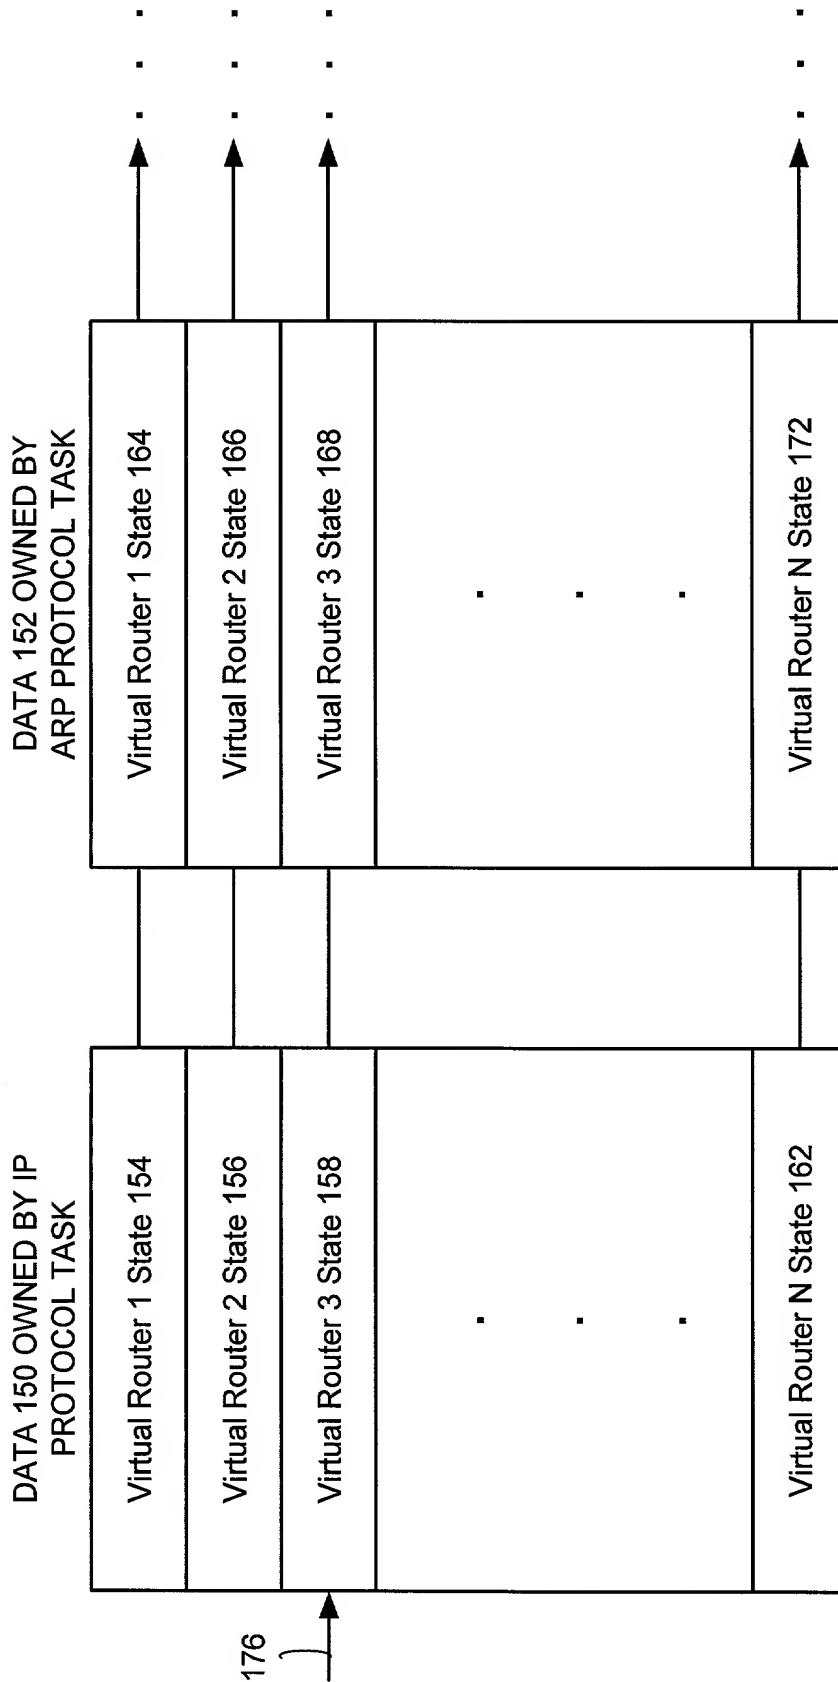 DATA 150 OWNED BY IP
PROTOCOL TASK
Virtual Router 1 State 154
Virtual Router 2 State 156
Virtual Router 3 State 158
Virtual Router N State 162
176
DATA 152 OWNED BY
ARP PROTOCOL TASK
Virtual Router 1 State 164
Virtual Router 2 State 166
Virtual Router 3 State 168
Virtual Router N State 172